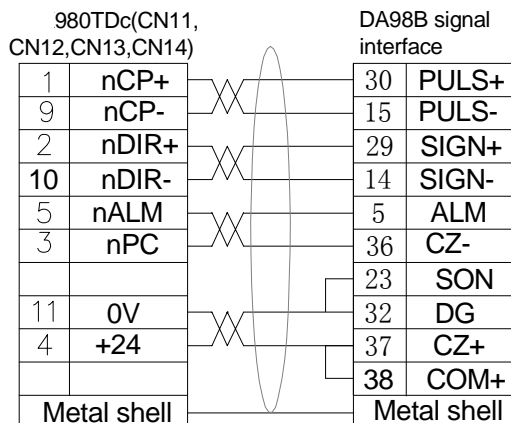 .980TDc(CN11,
CN12,CN13,CN14)
DA98B signal
interface
1 nCP+ 30 PULS+
9 nCP- 15 PULS-
2 nDIR+ 29 SIGN+
10 nDIR- 14 SIGN-
5 nALM 5 ALM
3 nPC 36 CZ-
23 SON
11 0V 32 DG
4 +24 37 CZ+
38 COM+
Metal shell Metal shell